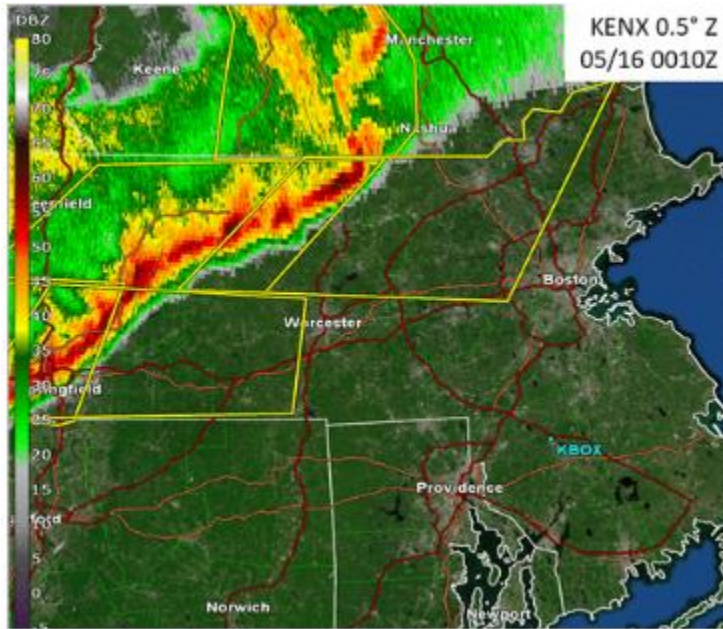 DBZ
KENX 0.5° Z
05/16 0010Z
80
Manchester
75
Keene
70
65
Nashua
60
55
50
45
Boston
40
Worcester
35
30
25
20
KBOX
15
Providence
10
5
0
Norwich
Newport